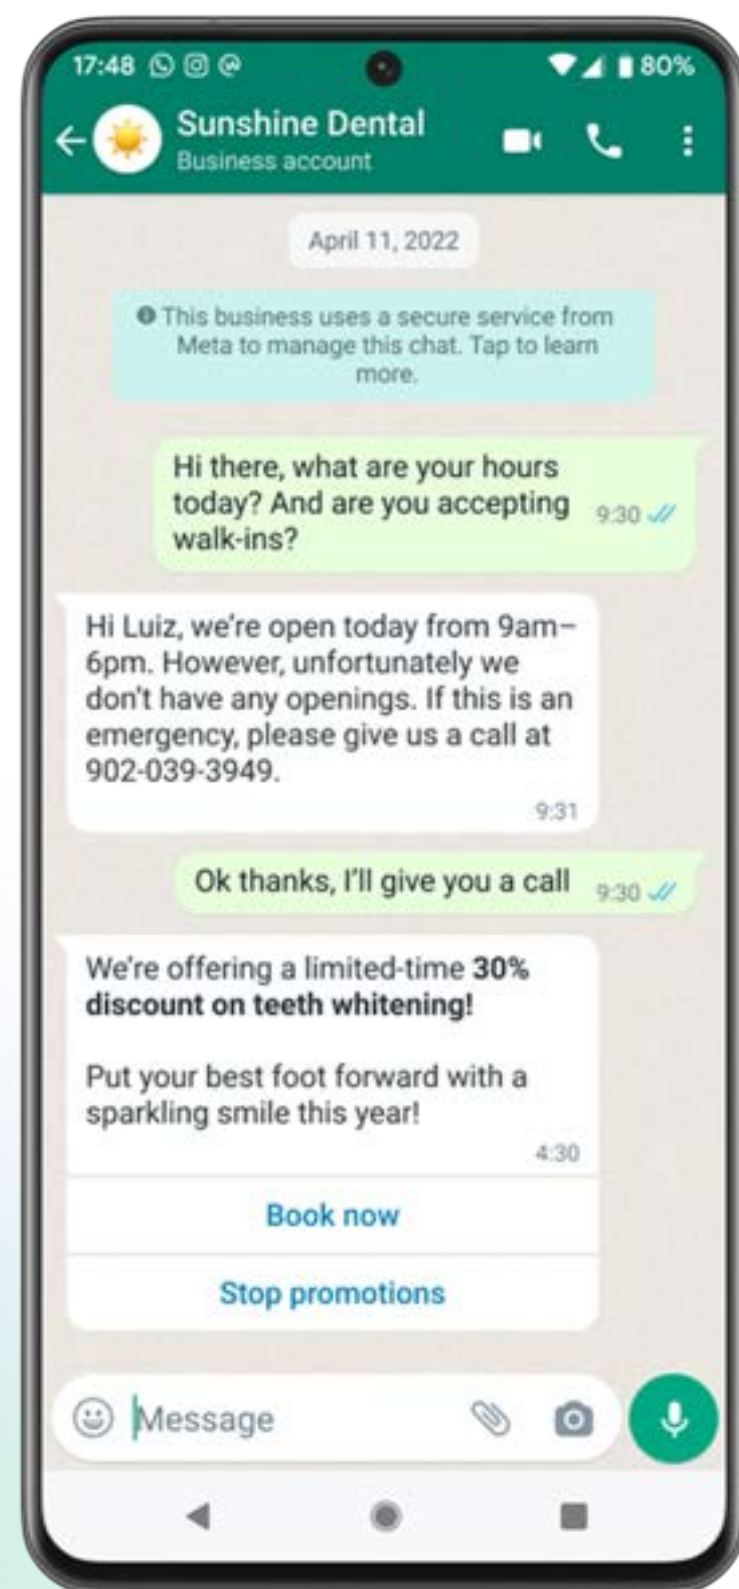 17:48 80%
Sunshine Dental
Business account
April 11, 2022
This business uses a secure service from
Meta to manage this chat. Tap to learn
more.
Hi there, what are your hours
today? And are you accepting
walk-ins?
9:30
Hi Luiz, we're open today from 9am–
6pm. However, unfortunately we
don't have any openings. If this is an
emergency, please give us a call at
902-039-3949.
9:31
Ok thanks, I'll give you a call 9:30
We're offering a limited-time 30%
discount on teeth whitening!
Put your best foot forward with a
sparkling smile this year!
4:30
Book now
Stop promotions
Message